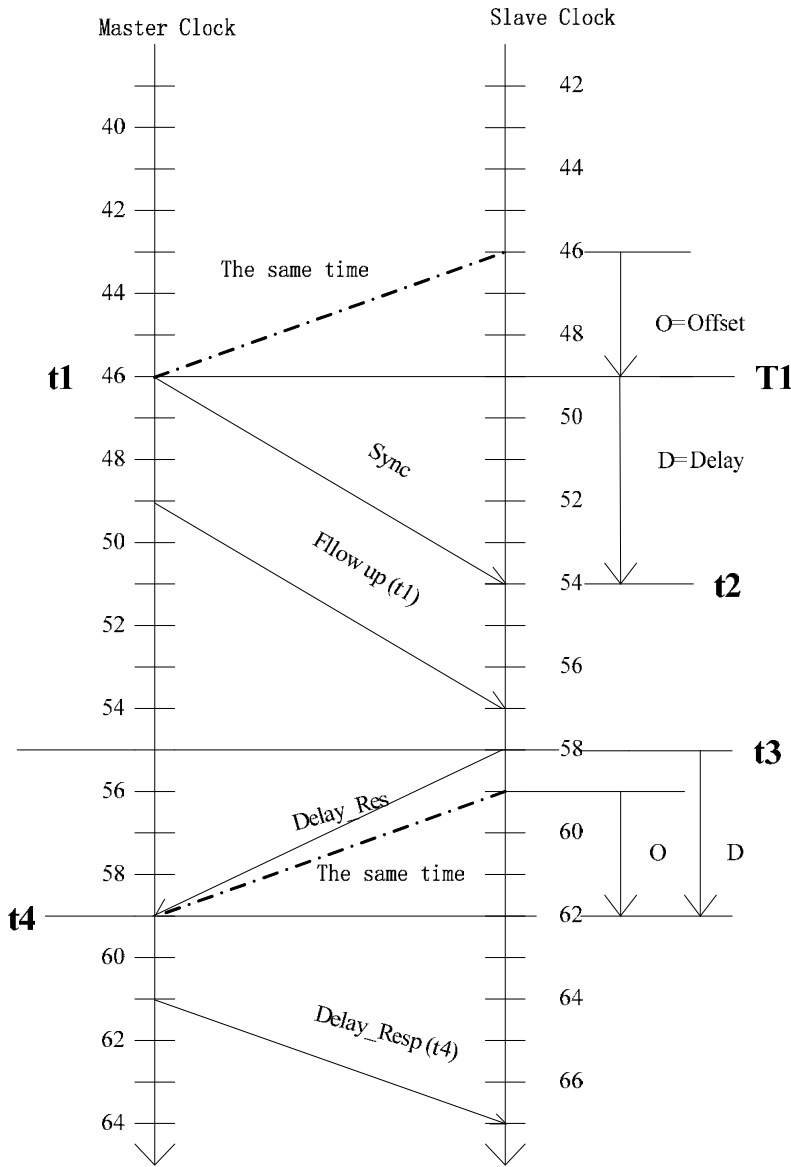 Master Clock
Slave Clock
42
40
44
42
46
The same time
44
48
O=Offset
t1
46
T1
50
48
Sync
D=Delay
52
50
Fllow up (t1)
54
t2
52
56
54
58
t3
56
Delay_Res
60
O
D
58
The same time
t4
62
60
64
Delay_Resp (t4)
62
66
64